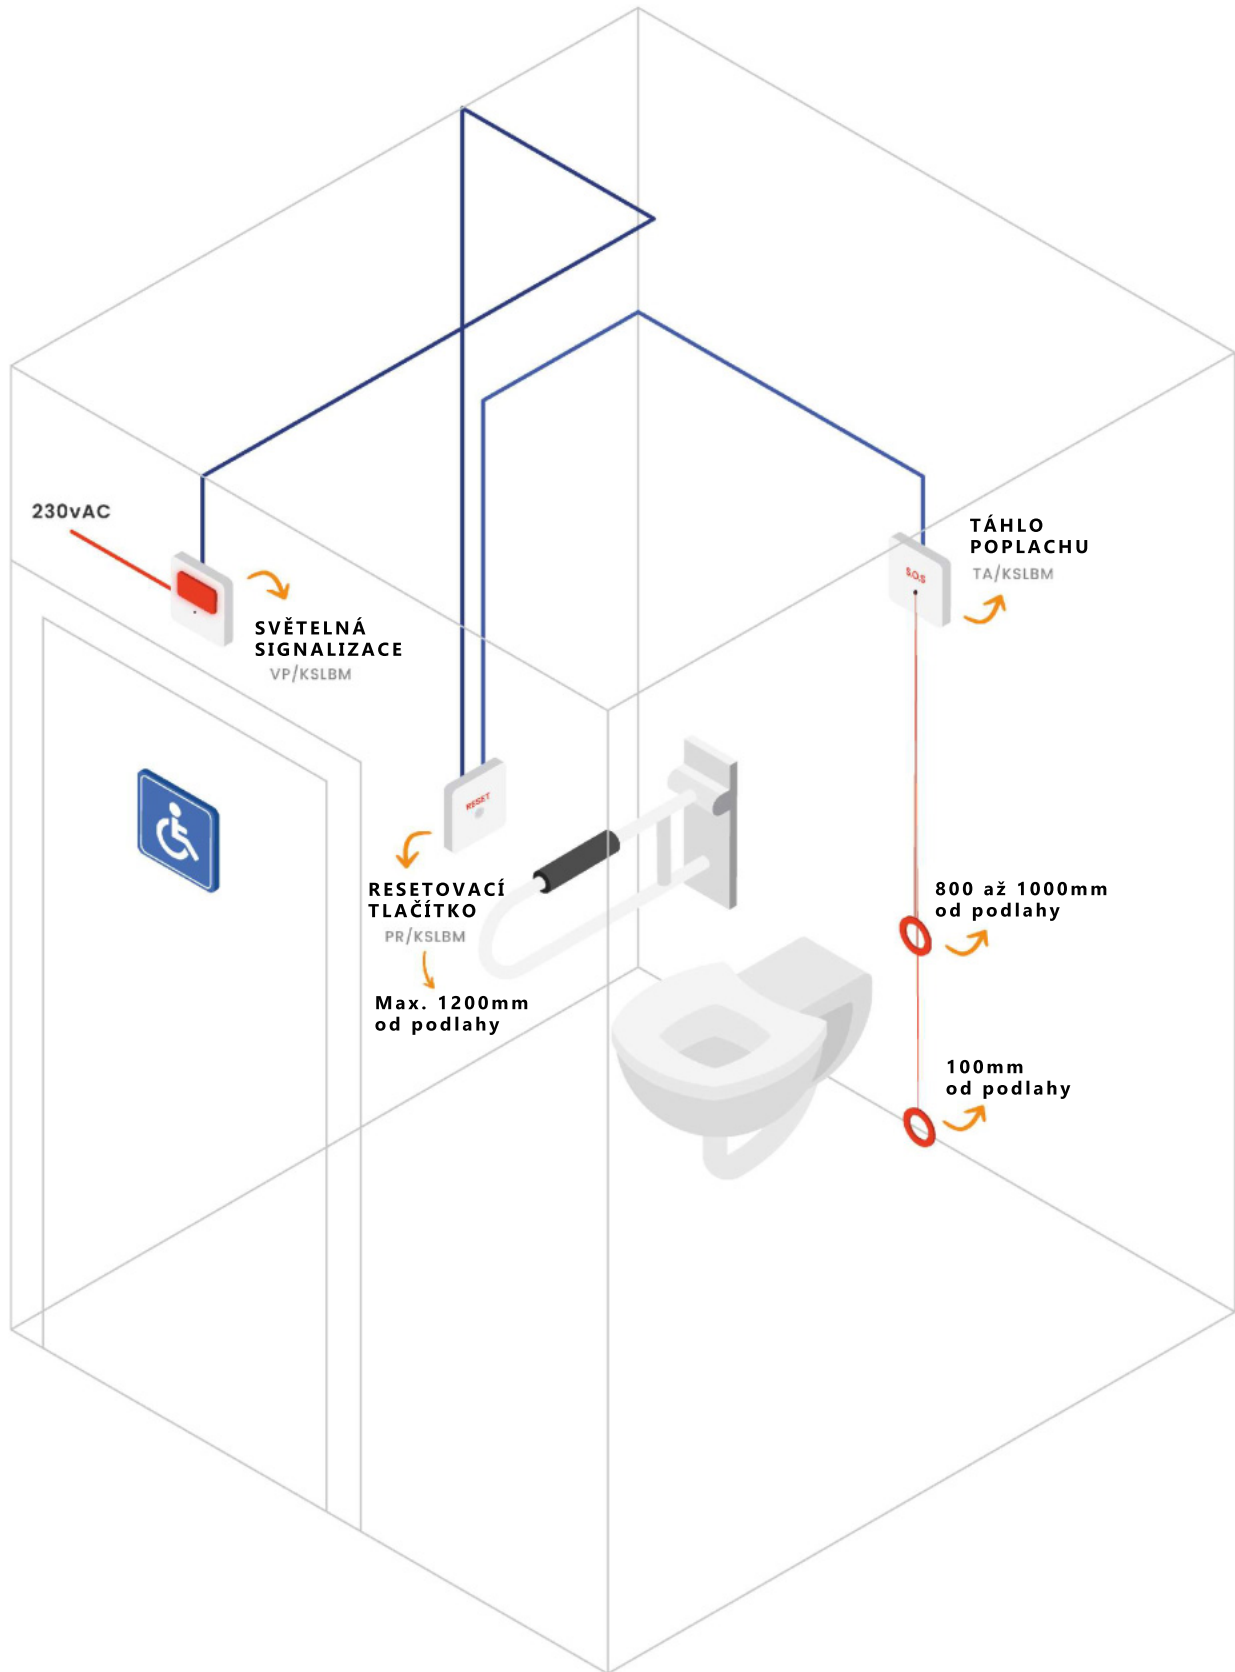 230vAC
SVĚTELNÁ
SIGNALIZACE
VP/KSLBM
TÁHLO
POPLACHU
TA/KSLBM
S.O.S
RESET
RESETOVACÍ
TLAČÍTKO
PR/KSLBM
Max. 1200mm
od podlahy
800 až 1000mm
od podlahy
100mm
od podlahy